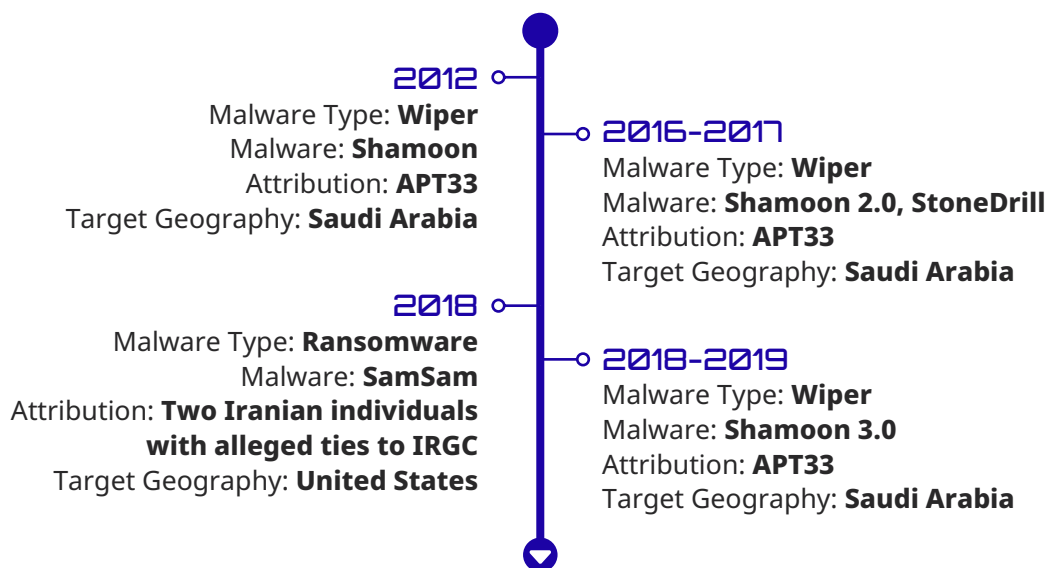 2012
Malware Type: Wiper
Malware: Shamoon
Attribution: APT33
Target Geography: Saudi Arabia
2016-2017
Malware Type: Wiper
Malware: Shamoon 2.0, StoneDrill
Attribution: APT33
Target Geography: Saudi Arabia
2018
Malware Type: Ransomware
Malware: SamSam
Attribution: Two Iranian individuals
with alleged ties to IRGC
Target Geography: United States
2018-2019
Malware Type: Wiper
Malware: Shamoon 3.0
Attribution: APT33
Target Geography: Saudi Arabia